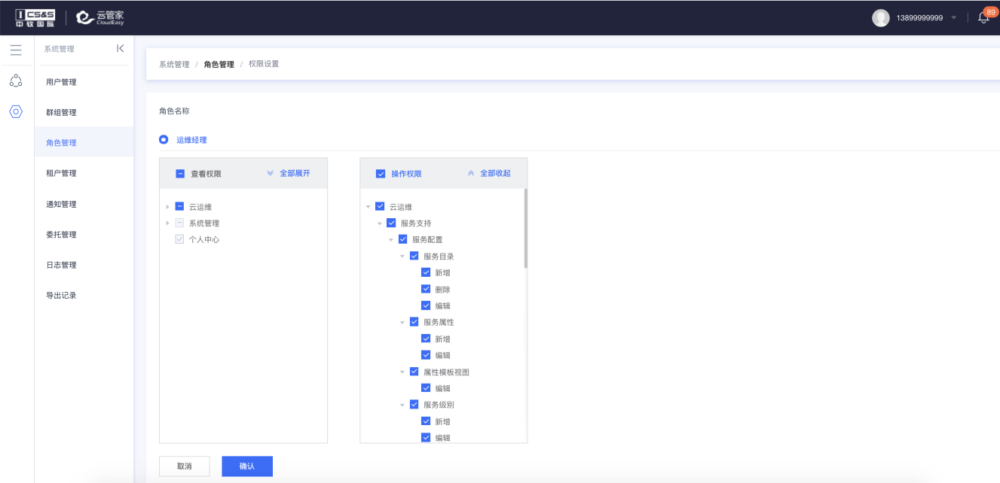 CS&S
中软国际
云管家
CloudEasy
13899999999
89
系统管理
用户管理
群组管理
角色管理
租户管理
通知管理
委托管理
日志管理
导出记录
系统管理 / 角色管理 / 权限设置
角色名称
运维经理
查看权限 全部展开
云运维
系统管理
个人中心
操作权限 全部收起
云运维
服务支持
服务配置
服务目录
新增
删除
编辑
服务属性
新增
编辑
属性模板视图
编辑
服务级别
新增
编辑
取消 确认